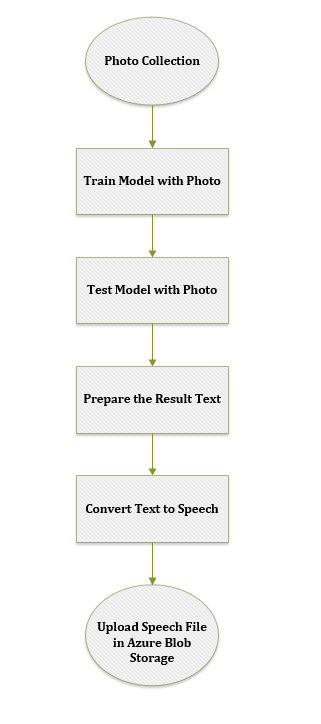 Photo Collection
Train Model with Photo
Test Model with Photo
Prepare the Result Text
Convert Text to Speech
Upload Speech File
in Azure Blob
Storage